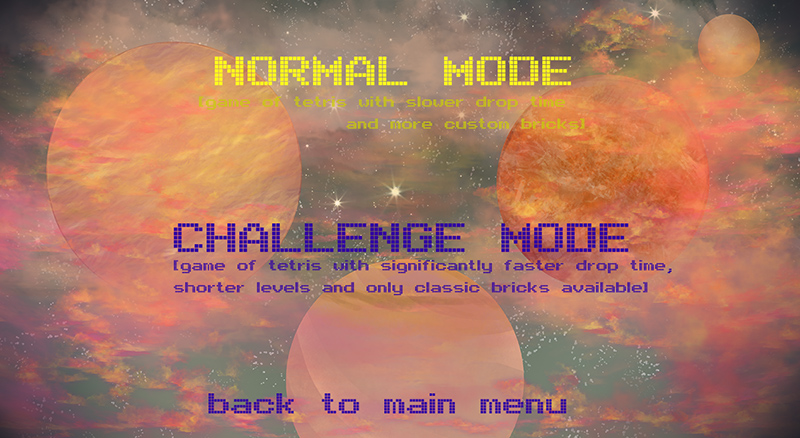 NORMAL MODE
[game of tetris with slower drop time
and more custom bricks]
CHALLENGE MODE
[game of tetris with significantly faster drop time,
shorter levels and only classic bricks available]
back to main menu